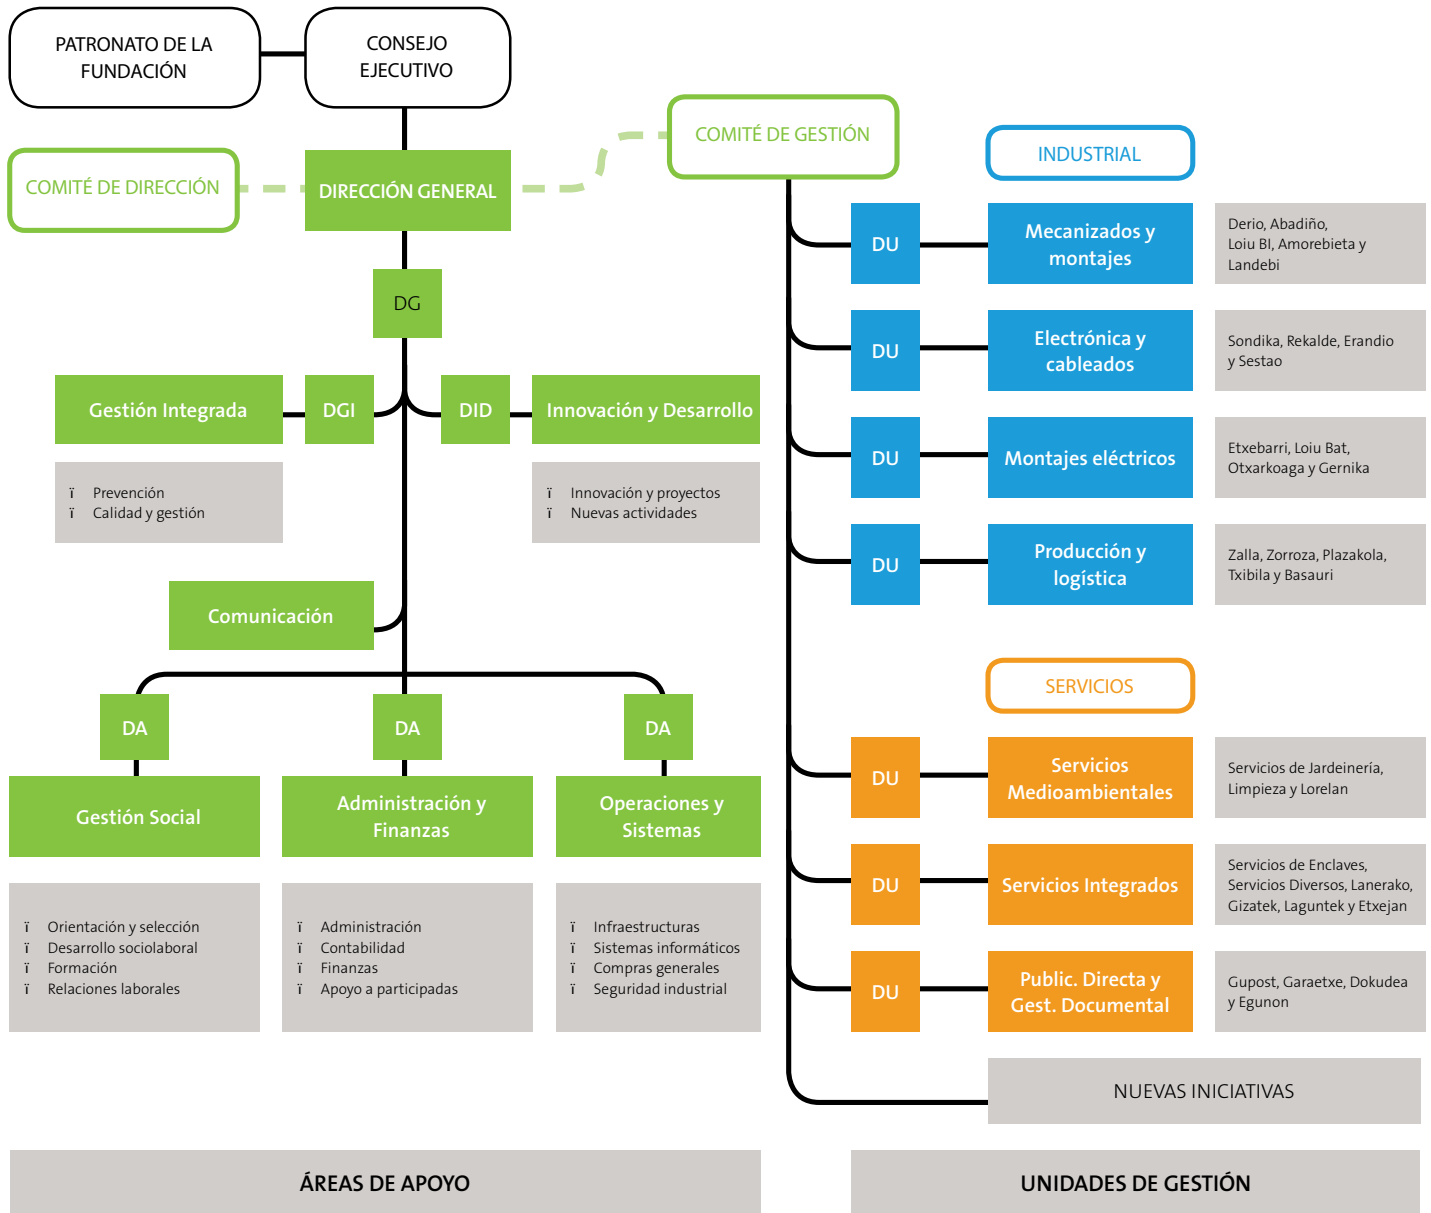 PATRONATO DE LA
FUNDACIÓN
CONSEJO
EJECUTIVO
COMITÉ DE DIRECCIÓN
DIRECCIÓN GENERAL
COMITÉ DE GESTIÓN
DG
Gestión Integrada
DGI
DID
Innovación y Desarrollo
ï Prevención
ï Calidad y gestión
ï Innovación y proyectos
ï Nuevas actividades
Comunicación
DA
DA
DA
Gestión Social
Administración y
Finanzas
Operaciones y
Sistemas
ï Orientación y selección
ï Desarrollo sociolaboral
ï Formación
ï Relaciones laborales
ï Administración
ï Contabilidad
ï Finanzas
ï Apoyo a participadas
ï Infraestructuras
ï Sistemas informáticos
ï Compras generales
ï Seguridad industrial
ÁREAS DE APOYO
INDUSTRIAL
DU
Mecanizados y
montajes
Derio, Abadiño,
Loiu BI, Amorebieta y
Landebi
DU
Electrónica y
cableados
Sondika, Rekalde, Erandio
y Sestao
DU
Montajes eléctricos
Etxebarri, Loiu Bat,
Otxarkoaga y Gernika
DU
Producción y
logística
Zalla, Zorroza, Plazakola,
Txibila y Basauri
SERVICIOS
DU
Servicios
Medioambientales
Servicios de Jardeinería,
Limpieza y Lorelan
DU
Servicios Integrados
Servicios de Enclaves,
Servicios Diversos, Lanerako,
Gizatek, Laguntek y Etxejan
DU
Public. Directa y
Gest. Documental
Gupost, Garaetxe, Dokudea
y Egunon
NUEVAS INICIATIVAS
UNIDADES DE GESTIÓN